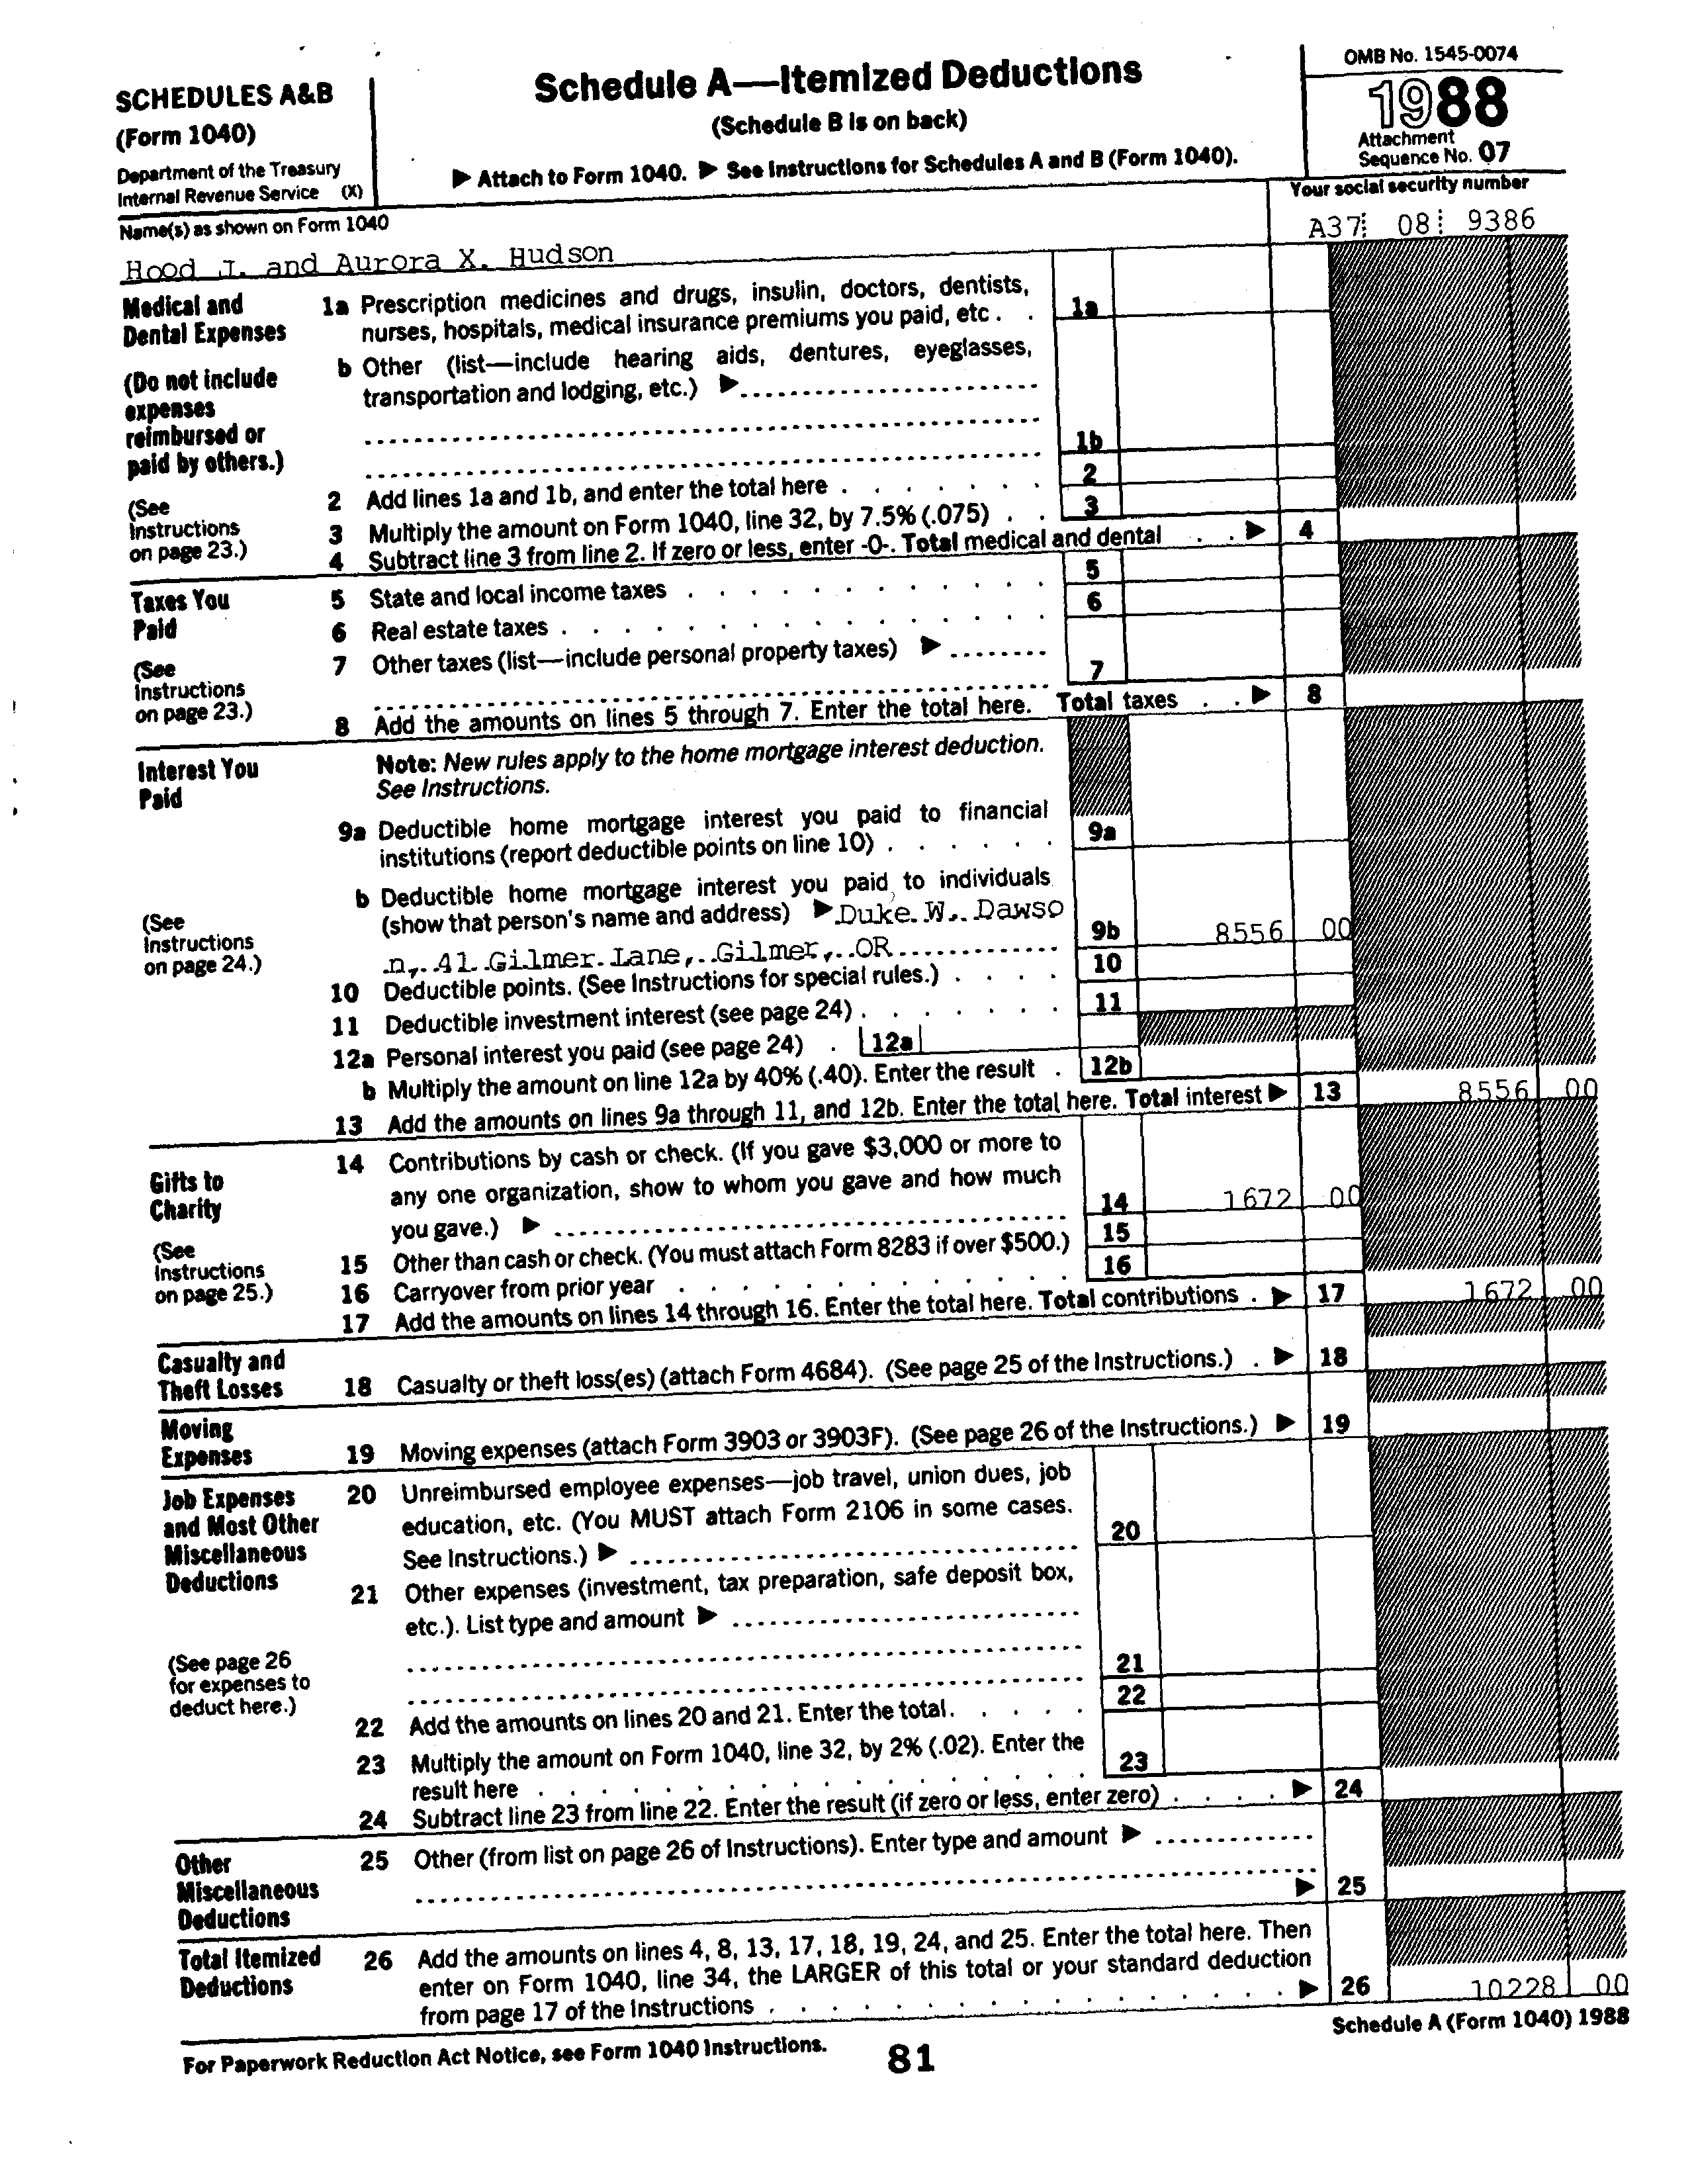 SCHEDULES A&B
(Form 1040)
Department of the Treasury
Internal Revenue Service (X)
Schedule A—Itemized Deductions
(Schedule B is on back)
▶ Attach to Form 1040. ▶ See Instructions for Schedules A and B (Form 1040).
OMB No. 1545-0074
1988
Attachment
Sequence No. 07
Name(s) as shown on Form 1040
Your social security number
Hood J. and Aurora X. Hudson
A37 08 9386
Medical and
Dental Expenses
(Do not include
expenses
reimbursed or
paid by others.)
(See
Instructions
on page 23.)
1a Prescription medicines and drugs, insulin, doctors, dentists,
nurses, hospitals, medical insurance premiums you paid, etc . . 1a
b Other (list—include hearing aids, dentures, eyeglasses,
transportation and lodging, etc.) ▶
1b
2 Add lines 1a and 1b, and enter the total here . . . . . . . 2
3 Multiply the amount on Form 1040, line 32, by 7.5% (.075) . . 3
4 Subtract line 3 from line 2. If zero or less, enter -0-. Total medical and dental . . ▶ 4
Taxes You
Paid
(See
Instructions
on page 23.)
5 State and local income taxes . . . . . . . . . . . 5
6 Real estate taxes . . . . . . . . . . . . . . . 6
7 Other taxes (list—include personal property taxes) ▶
7
8 Add the amounts on lines 5 through 7. Enter the total here. Total taxes . . ▶ 8
Interest You
Paid
(See
Instructions
on page 24.)
Note: New rules apply to the home mortgage interest deduction.
See Instructions.
9a Deductible home mortgage interest you paid to financial
institutions (report deductible points on line 10) . . . . . . 9a
b Deductible home mortgage interest you paid to individuals
(show that person's name and address) ▶ Duke W. Dawso
n, 41 Gilmer Lane, Gilmer, OR 9b 8556 00
10 Deductible points. (See Instructions for special rules.) . . . . 10
11 Deductible investment interest (see page 24) . . . . . . . 11
12a Personal interest you paid (see page 24) . 12a
b Multiply the amount on line 12a by 40% (.40). Enter the result . 12b
13 Add the amounts on lines 9a through 11, and 12b. Enter the total here. Total interest ▶ 13 8556 00
Gifts to
Charity
(See
Instructions
on page 25.)
14 Contributions by cash or check. (If you gave $3,000 or more to
any one organization, show to whom you gave and how much
you gave.) ▶ 14 1672 00
15 Other than cash or check. (You must attach Form 8283 if over $500.) 15
16 Carryover from prior year . . . . . . . . . . . . 16
17 Add the amounts on lines 14 through 16. Enter the total here. Total contributions . ▶ 17 1672 00
Casualty and
Theft Losses
18 Casualty or theft loss(es) (attach Form 4684). (See page 25 of the Instructions.) . ▶ 18
Moving
Expenses
19 Moving expenses (attach Form 3903 or 3903F). (See page 26 of the Instructions.) ▶ 19
Job Expenses
and Most Other
Miscellaneous
Deductions
(See page 26
for expenses to
deduct here.)
20 Unreimbursed employee expenses—job travel, union dues, job
education, etc. (You MUST attach Form 2106 in some cases.
See Instructions.) ▶ 20
21 Other expenses (investment, tax preparation, safe deposit box,
etc.). List type and amount ▶
21
22 Add the amounts on lines 20 and 21. Enter the total. . . . . 22
23 Multiply the amount on Form 1040, line 32, by 2% (.02). Enter the
result here . . . . . . . . . . . . . . . . 23
24 Subtract line 23 from line 22. Enter the result (if zero or less, enter zero) . . . . ▶ 24
Other
Miscellaneous
Deductions
25 Other (from list on page 26 of Instructions). Enter type and amount ▶
▶ 25
Total Itemized
Deductions
26 Add the amounts on lines 4, 8, 13, 17, 18, 19, 24, and 25. Enter the total here. Then
enter on Form 1040, line 34, the LARGER of this total or your standard deduction
from page 17 of the Instructions . . . . . . . . . . . . . . . ▶ 26 10228 00
For Paperwork Reduction Act Notice, see Form 1040 Instructions.
81
Schedule A (Form 1040) 1988